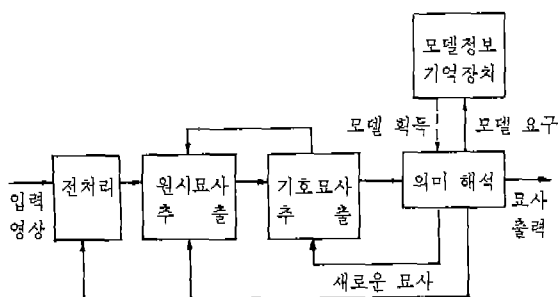 모델정보
기억장치
모델 획득
모델 요구
전처리
원시묘사
추 출
기호묘사
추 출
의미 해석
입력
영상
묘사
출력
새로운 묘사